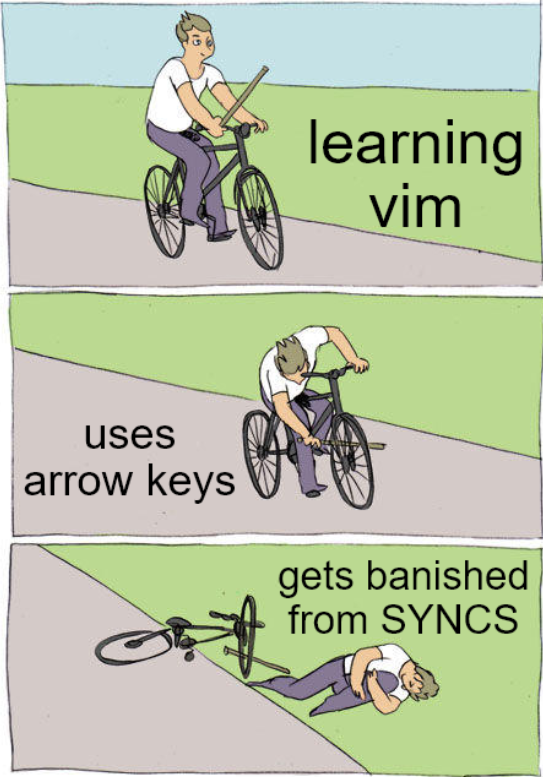 learning
vim
uses
arrow keys
gets banished
from SYNCS